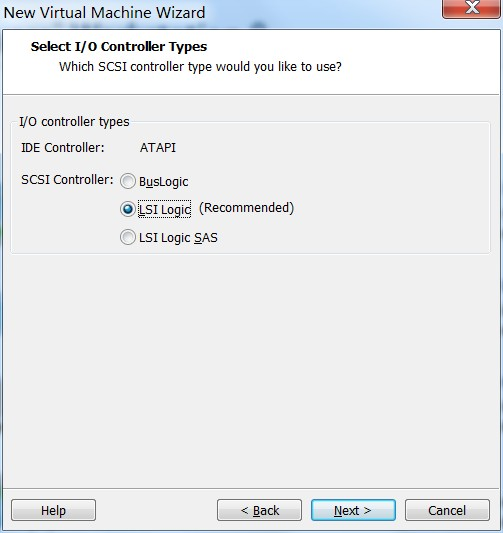 New Virtual Machine Wizard
Select I/O Controller Types
Which SCSI controller type would you like to use?
I/O controller types
IDE Controller: ATAPI
SCSI Controller: BusLogic
LSI Logic (Recommended)
LSI Logic SAS
Help < Back Next > Cancel